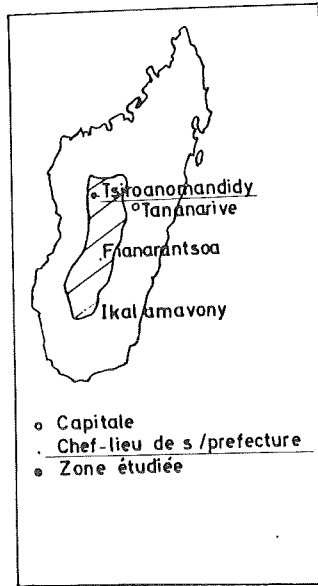 Tsiroanomandidy
Tananarive
Fianarantsoa
Ikalamavony
Capitale
Chef-lieu de s/prefecture
Zone étudiée